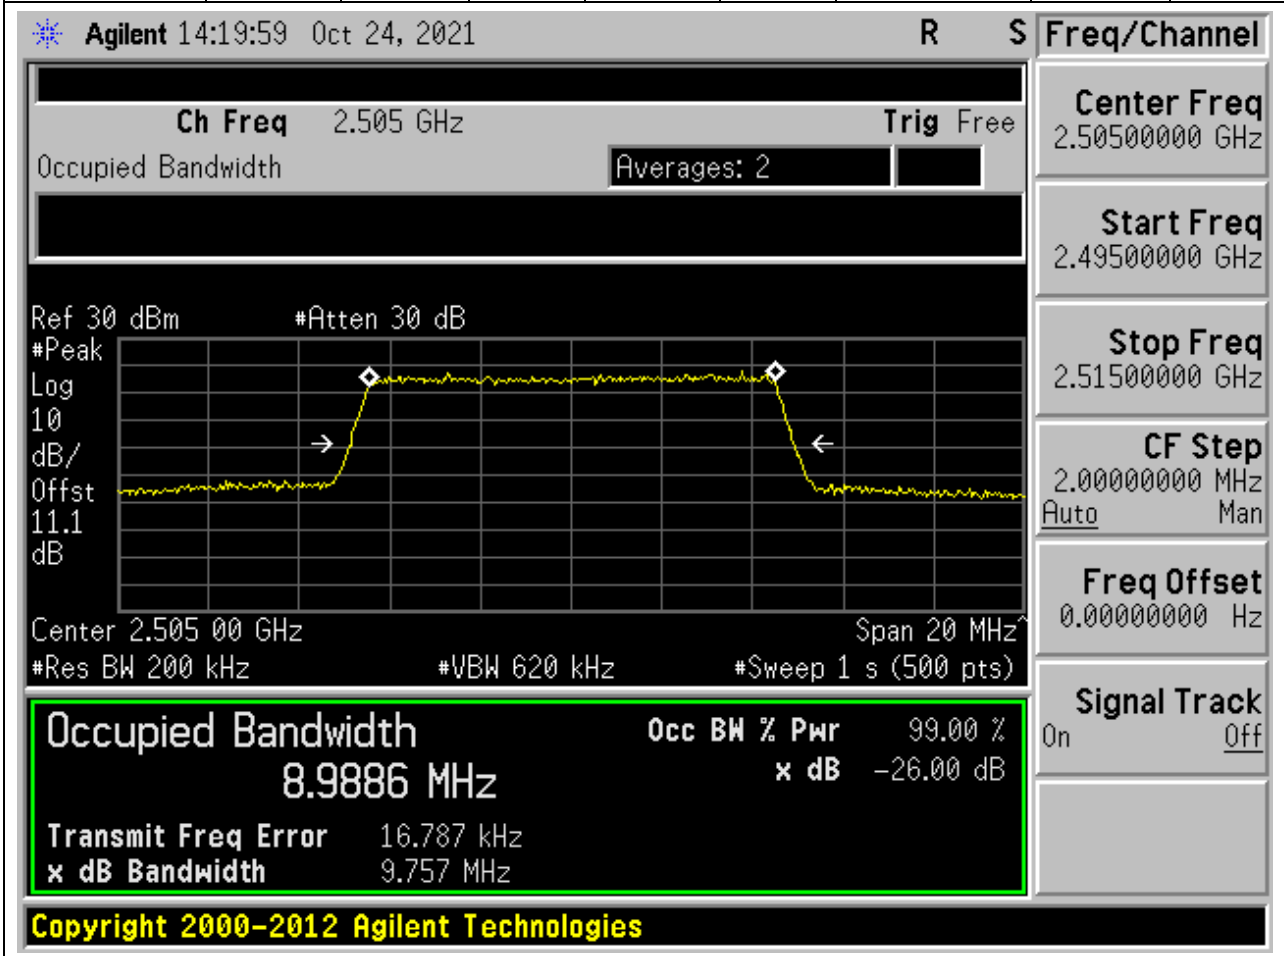 Agilent 14:19:59 Oct 24, 2021 R S Freq/Channel
Ch Freq 2.505 GHz Trig Free
Occupied Bandwidth Averages: 2
Center Freq
2.50500000 GHz
Start Freq
2.49500000 GHz
Stop Freq
2.51500000 GHz
CF Step
2.00000000 MHz
Auto Man
Freq Offset
0.00000000 Hz
Signal Track
On Off
Ref 30 dBm #Atten 30 dB
#Peak
Log
10
dB/
Offst
11.1
dB
Center 2.505 00 GHz Span 20 MHz^
#Res BW 200 kHz #VBW 620 kHz #Sweep 1 s (500 pts)
Occupied Bandwidth Occ BW % Pwr 99.00 %
8.9886 MHz x dB -26.00 dB
Transmit Freq Error 16.787 kHz
x dB Bandwidth 9.757 MHz
Copyright 2000-2012 Agilent Technologies